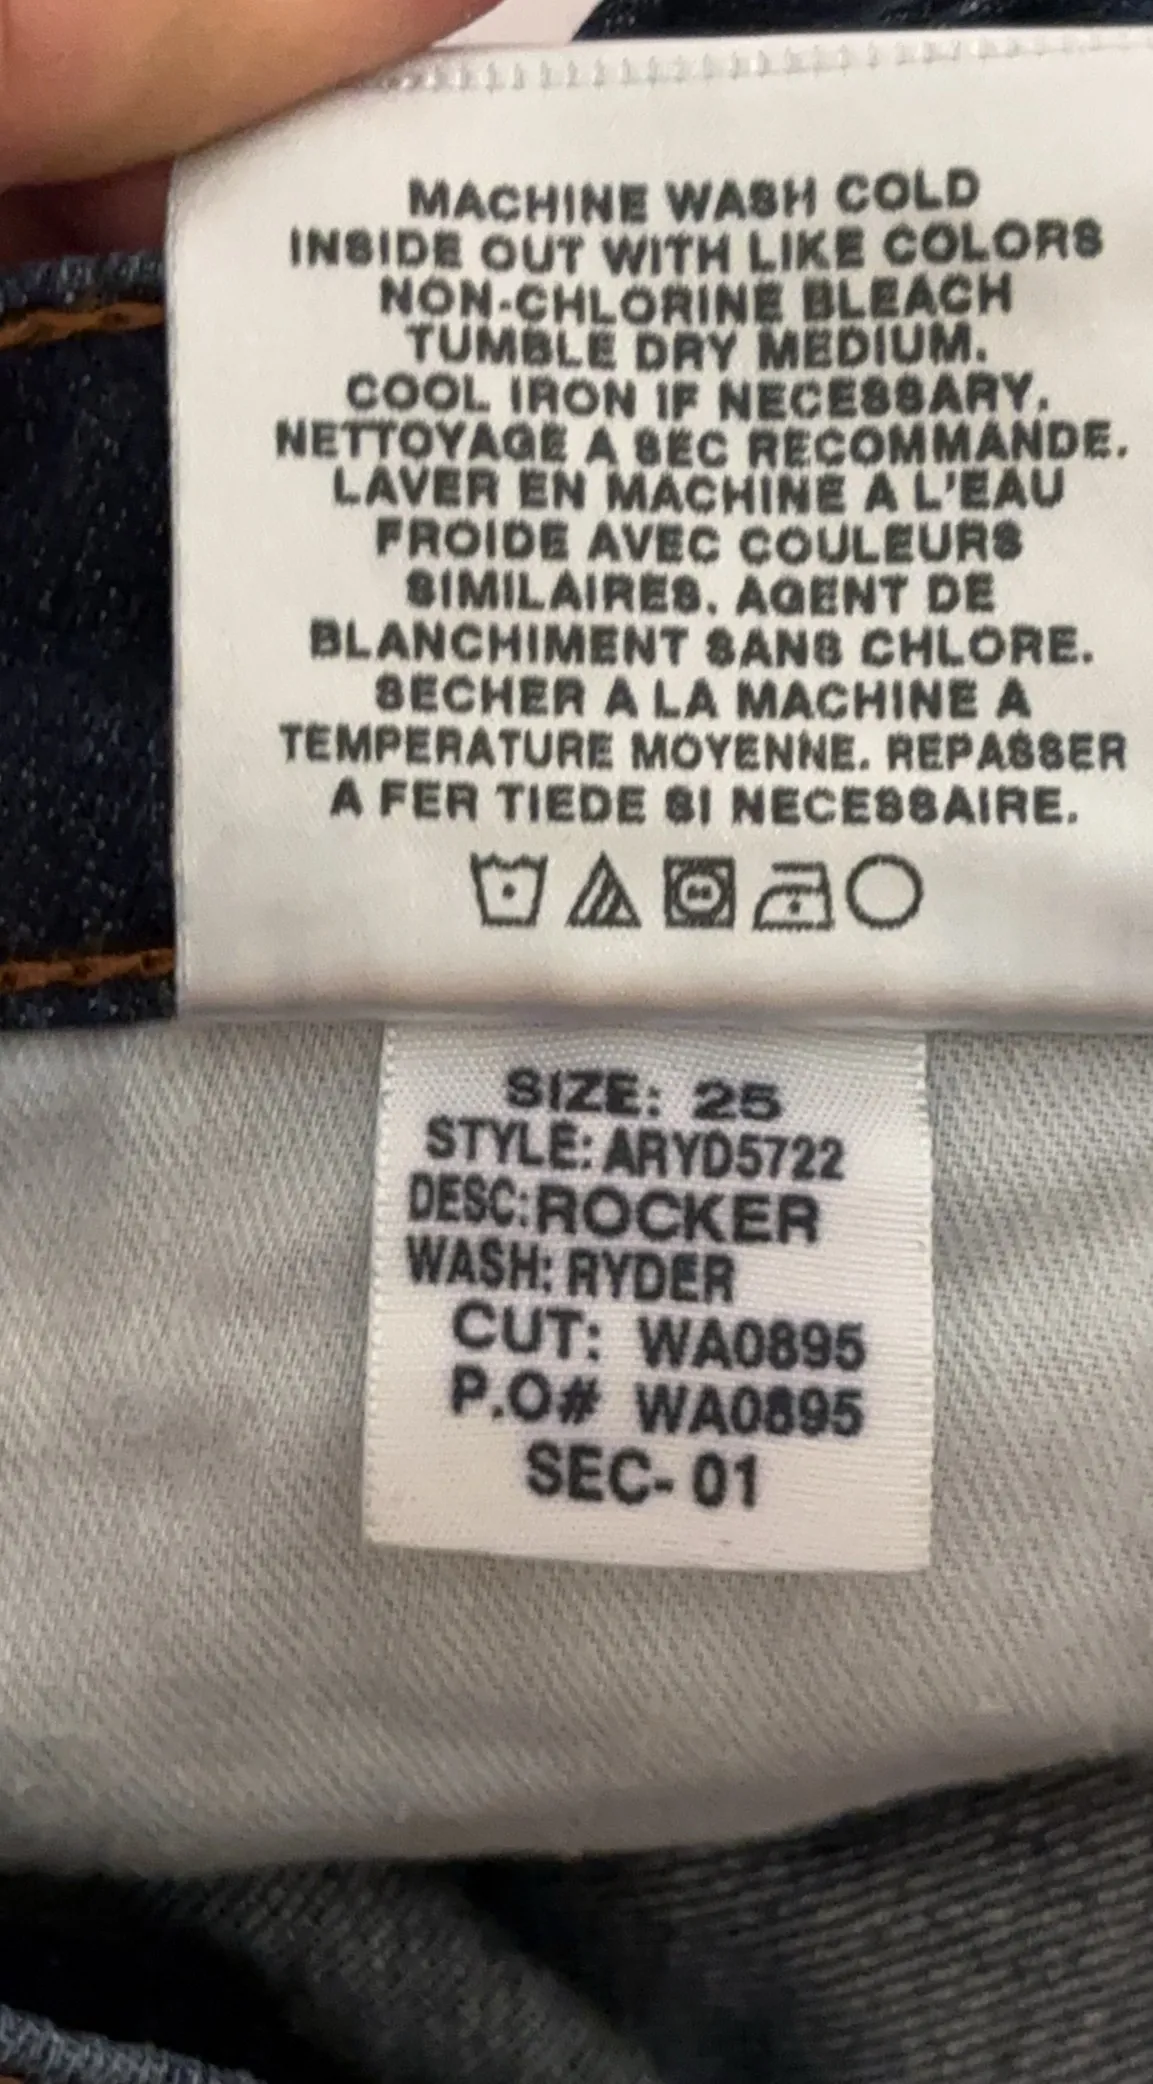 MACHINE WASH COLD
INSIDE OUT WITH LIKE COLORS
NON-CHLORINE BLEACH
TUMBLE DRY MEDIUM.
COOL IRON IF NECESSARY.
NETTOYAGE A SEC RECOMMANDE.
LAVER EN MACHINE A L'EAU
FROIDE AVEC COULEURS
SIMILAIRES. AGENT DE
BLANCHIMENT SANS CHLORE.
SECHER A LA MACHINE A
TEMPERATURE MOYENNE. REPASSER
A FER TIEDE SI NECESSAIRE.
SIZE: 25
STYLE: ARYD5722
DESC: ROCKER
WASH: RYDER
CUT: WA0895
P.O# WA0895
SEC- 01